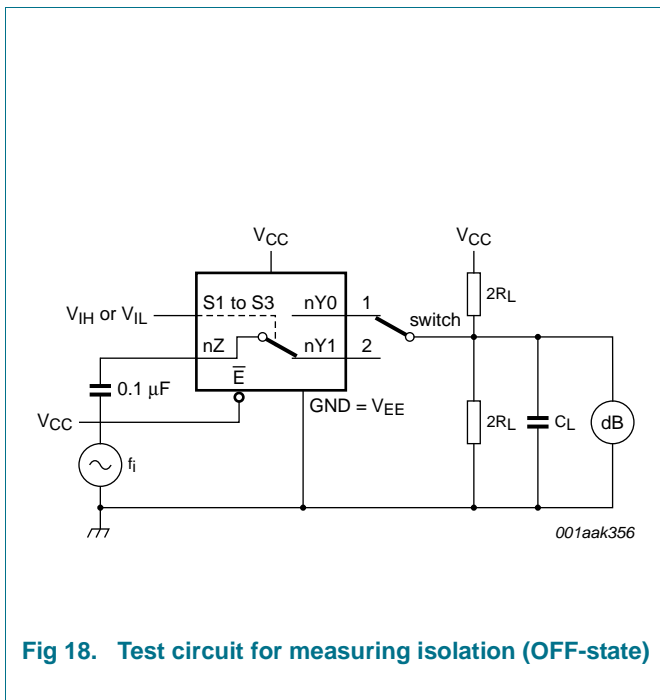 VCC
VCC
VIH or VIL
S1 to S3
nY0
1
switch
2RL
nZ
nY1
2
E̅
0.1 μF
GND = VEE
VCC
2RL
CL
dB
fi
001aak356
Fig 18. Test circuit for measuring isolation (OFF-state)